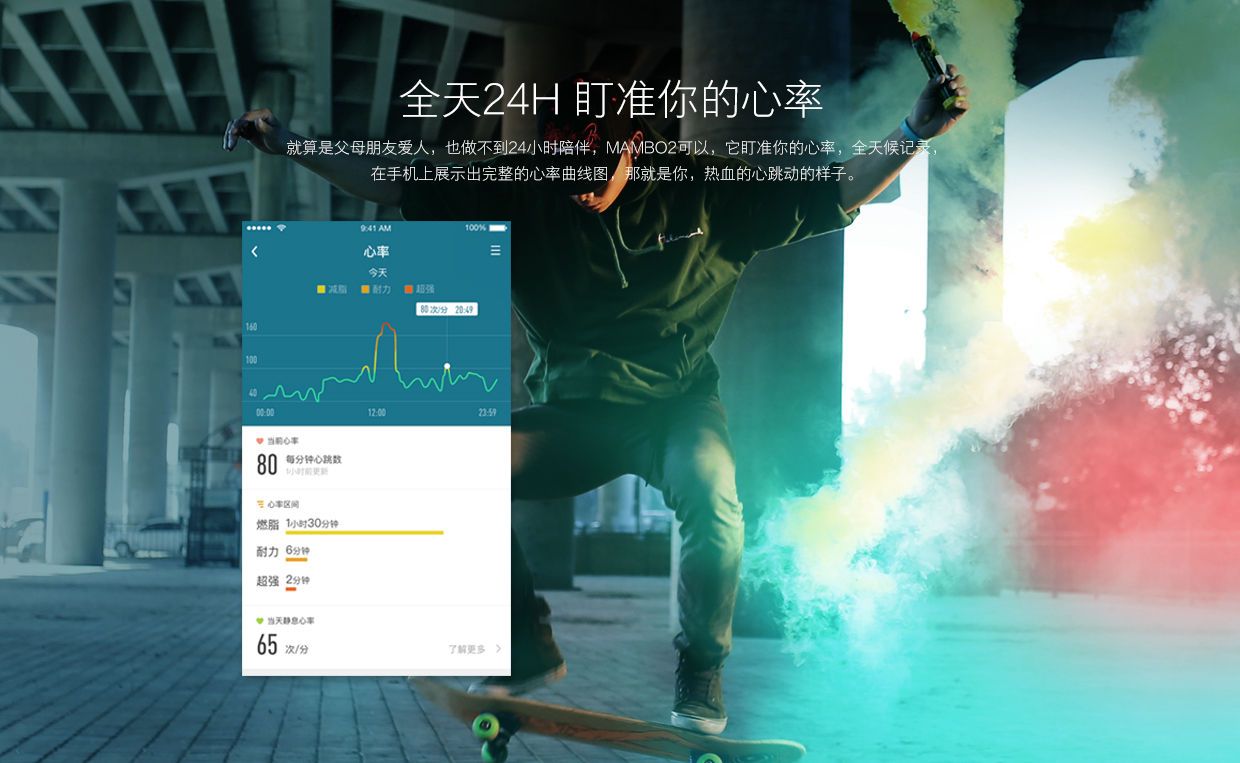 全天24H 盯准你的心率
就算是父母朋友爱人，也做不到24小时陪伴，MAMBO2可以，它盯准你的心率，全天候记录，
在手机上展示出完整的心率曲线图，那就是你，热血的心跳动的样子。
9:41 AM 100%
心率
今天
减脂 耐力 超强
80 次/分 20:49
160
100
40
00:00 12:00 23:59
当前心率
80 每分钟心跳数
1小时前更新
心率区间
燃脂 1小时30分钟
耐力 6分钟
超强 2分钟
当天静息心率
65 次/分 了解更多